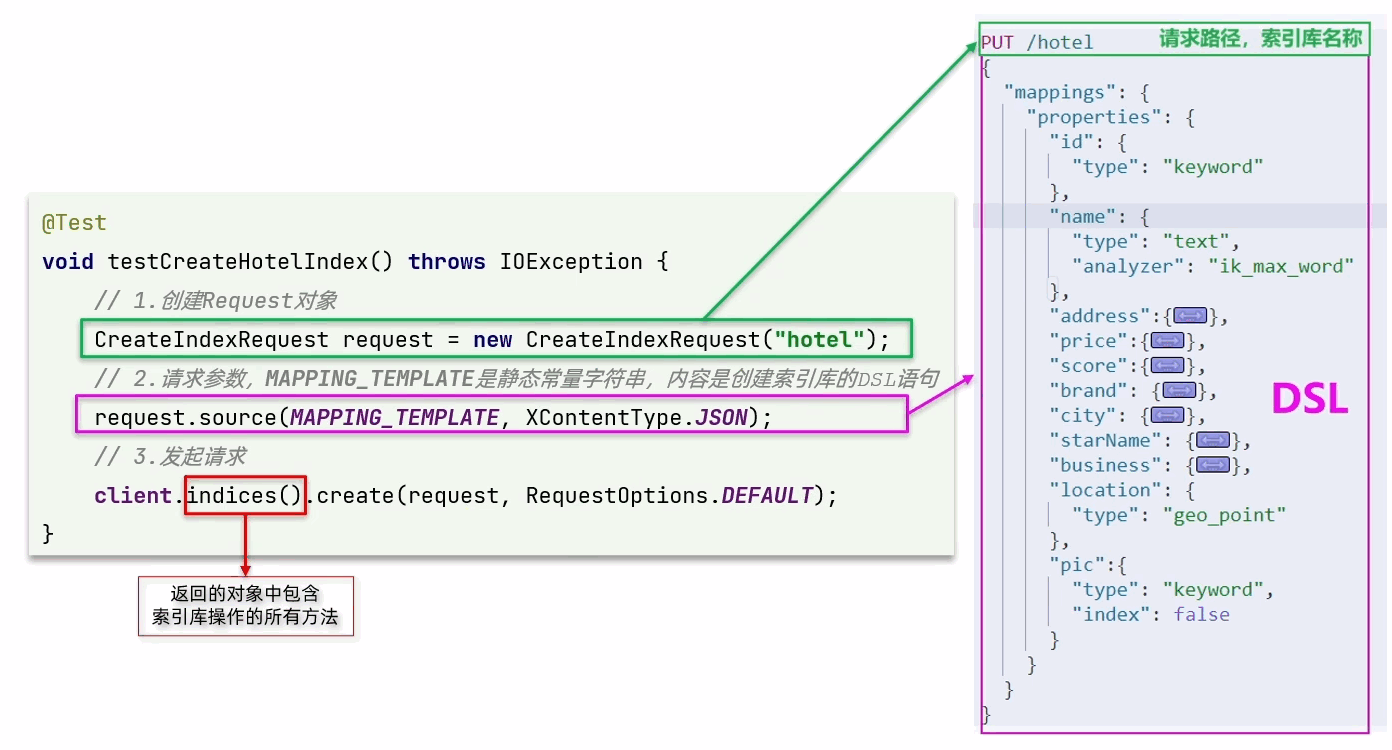 @Test
void testCreateHotelIndex() throws IOException {
// 1.创建Request对象
CreateIndexRequest request = new CreateIndexRequest("hotel");
// 2.请求参数，MAPPING_TEMPLATE是静态常量字符串，内容是创建索引库的DSL语句
request.source(MAPPING_TEMPLATE, XContentType.JSON);
// 3.发起请求
client.indices().create(request, RequestOptions.DEFAULT);
}
返回的对象中包含
索引库操作的所有方法
PUT /hotel 请求路径，索引库名称
{
"mappings": {
"properties": {
"id": {
"type": "keyword"
},
"name": {
"type": "text",
"analyzer": "ik_max_word"
},
"address":{},
"price":{},
"score":{},
"brand": {},
"city": {},
"starName": {},
"business": {},
"location": {
"type": "geo_point"
},
"pic":{
"type": "keyword",
"index": false
}
}
}
}
DSL